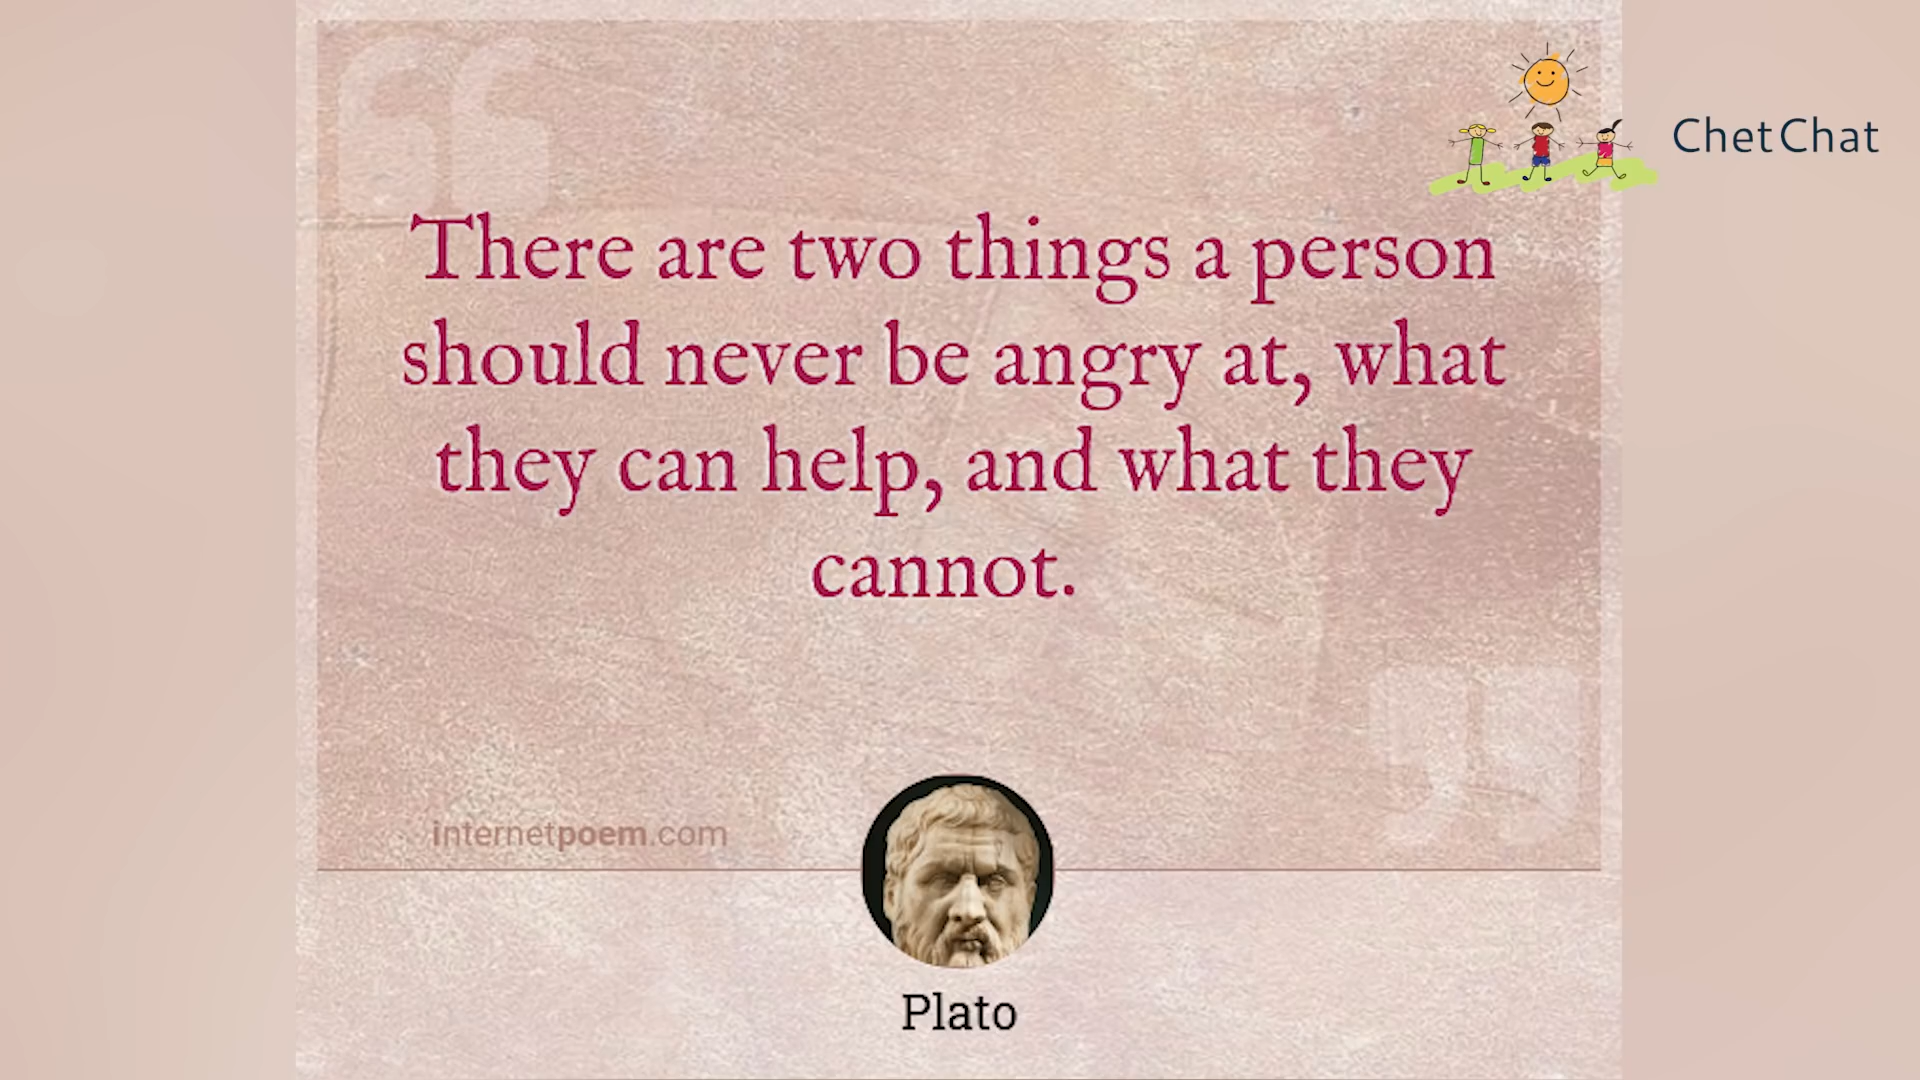 ChetChat
There are two things a person
should never be angry at, what
they can help, and what they
cannot.
internetpoem.com
Plato